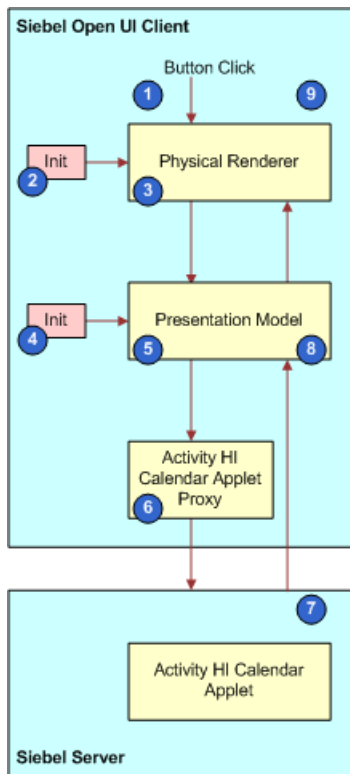 Siebel Open UI Client
Button Click
1
9
Init
2
Physical Renderer
3
Init
4
Presentation Model
5
8
Activity HI
Calendar Applet
Proxy
6
7
Activity HI Calendar
Applet
Siebel Server